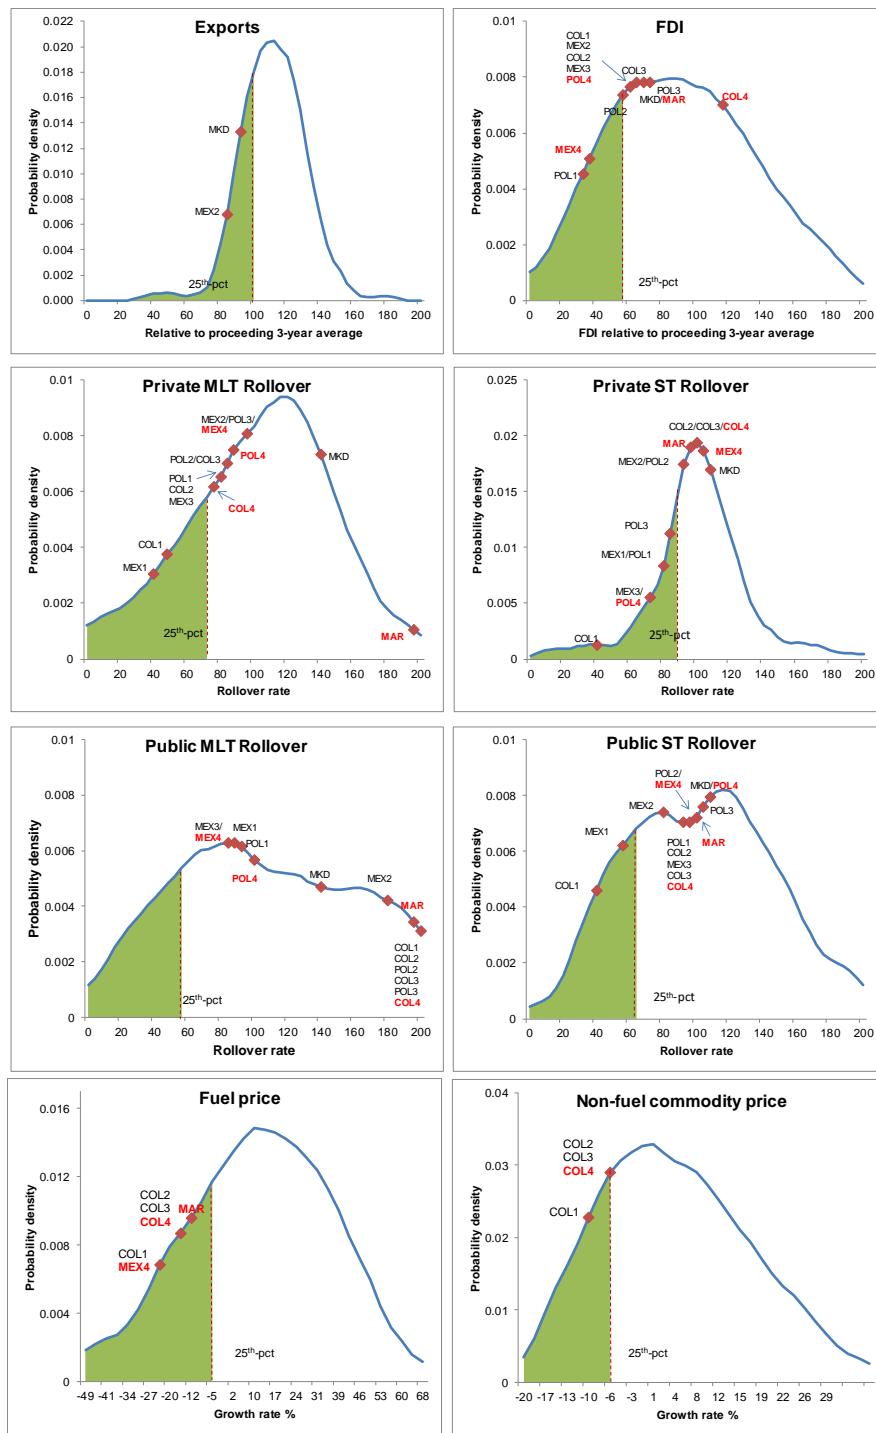 Exports
Probability density
0.022
0.020
0.018
0.016
0.014
0.012
0.010
0.008
0.006
0.004
0.002
0.000
MKD
MEX2
25th-pct
0 20 40 60 80 100 120 140 160 180 200
Relative to proceeding 3-year average
FDI
Probability density
0.01
0.008
0.006
0.004
0.002
0
COL1
MEX2
COL2
MEX3
POL4
COL3
POL3
MKD/MAR
COL4
POL2
MEX4
POL1
25th-pct
0 20 40 60 80 100 120 140 160 180 200
FDI relative to proceeding 3-year average
Private MLT Rollover
Probability density
0.01
0.008
0.006
0.004
0.002
0
MEX2/POL3/
MEX4
POL2/COL3
POL4
POL1
COL2
MEX3
COL4
MKD
COL1
MEX1
MAR
25th-pct
0 20 40 60 80 100 120 140 160 180 200
Rollover rate
Private ST Rollover
Probability density
0.025
0.02
0.015
0.01
0.005
0
COL2/COL3/COL4
MAR
MEX4
MEX2/POL2
MKD
POL3
MEX1/POL1
MEX3/
POL4
COL1
25th-pct
0 20 40 60 80 100 120 140 160 180 200
Rollover rate
Public MLT Rollover
Probability density
0.01
0.008
0.006
0.004
0.002
0
MEX3/
MEX4
MEX1
POL1
POL4
MKD
MEX2
MAR
COL1
COL2
POL2
COL3
POL3
COL4
25th-pct
0 20 40 60 80 100 120 140 160 180 200
Rollover rate
Public ST Rollover
Probability density
0.01
0.008
0.006
0.004
0.002
0
POL2/
MEX4
MKD/POL4
MEX2
POL3
MEX1
MAR
POL1
COL2
MEX3
COL3
COL4
COL1
25th-pct
0 20 40 60 80 100 120 140 160 180 200
Rollover rate
Fuel price
Probability density
0.016
0.012
0.008
0.004
0
COL2
COL3
COL4
MAR
COL1
MEX4
25th-pct
-49 -41 -34 -27 -20 -12 -5 2 10 17 24 31 39 46 53 60 68
Growth rate %
Non-fuel commodity price
Probability density
0.04
0.03
0.02
0.01
0
COL2
COL3
COL4
COL1
25th-pct
-20 -17 -13 -10 -6 -3 1 4 8 11 15 19 22 26 29
Growth rate %